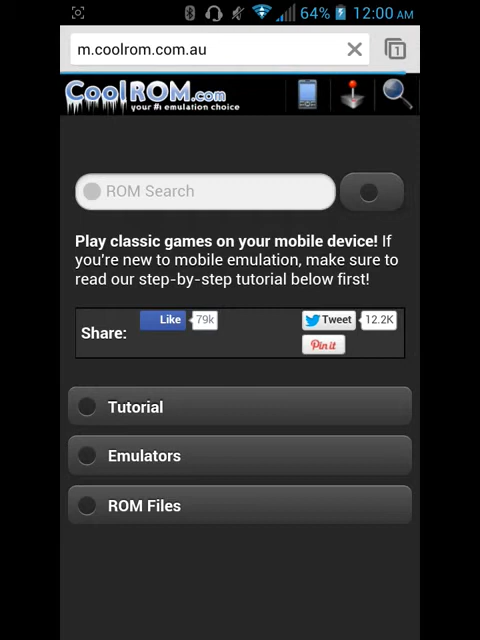 64% 12:00 AM
m.coolrom.com.au
1
CoolROM.com
your #1 emulation choice
ROM Search
Play classic games on your mobile device! If
you're new to mobile emulation, make sure to
read our step-by-step tutorial below first!
Share:
Like 79k
Tweet 12.2K
Pin it
Tutorial
Emulators
ROM Files